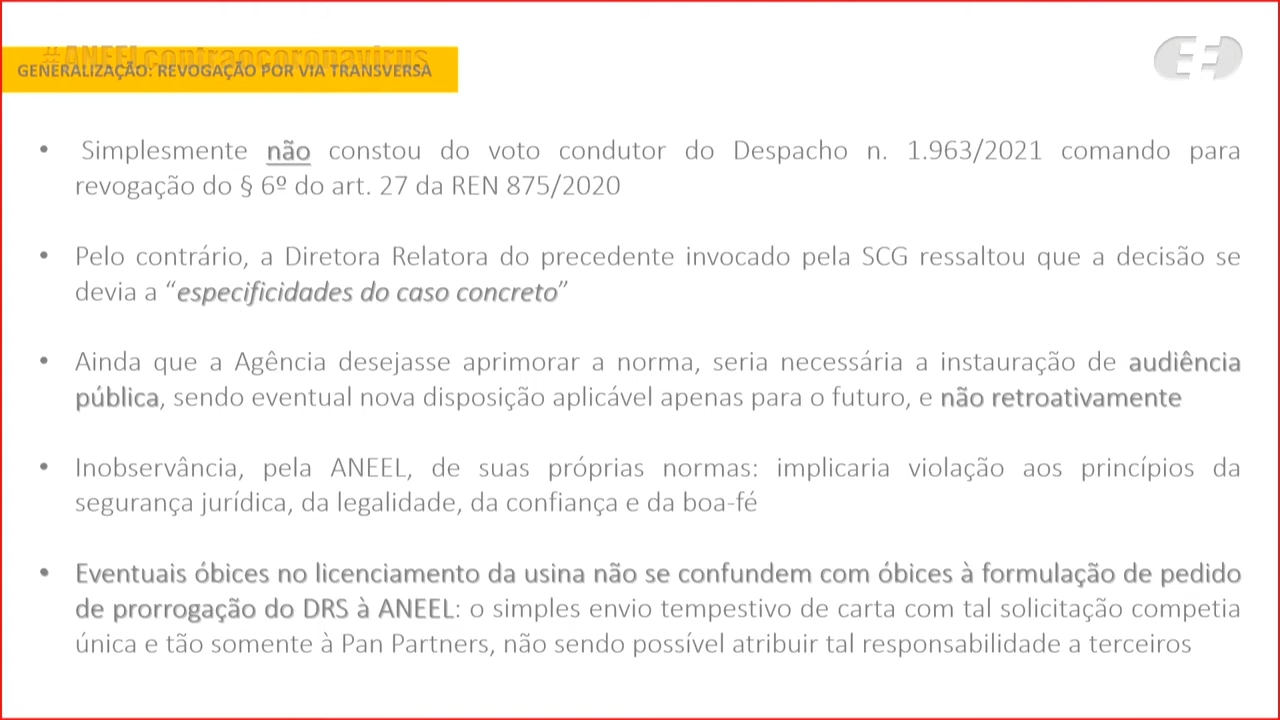 #ANEELcontraocoronavirus
GENERALIZAÇÃO: REVOGAÇÃO POR VIA TRANSVERSA
• Simplesmente não constou do voto condutor do Despacho n. 1.963/2021 comando para
revogação do § 6º do art. 27 da REN 875/2020
• Pelo contrário, a Diretora Relatora do precedente invocado pela SCG ressaltou que a decisão se
devia a “especificidades do caso concreto”
• Ainda que a Agência desejasse aprimorar a norma, seria necessária a instauração de audiência
pública, sendo eventual nova disposição aplicável apenas para o futuro, e não retroativamente
• Inobservância, pela ANEEL, de suas próprias normas: implicaria violação aos princípios da
segurança jurídica, da legalidade, da confiança e da boa-fé
• Eventuais óbices no licenciamento da usina não se confundem com óbices à formulação de pedido
de prorrogação do DRS à ANEEL: o simples envio tempestivo de carta com tal solicitação competia
única e tão somente à Pan Partners, não sendo possível atribuir tal responsabilidade a terceiros